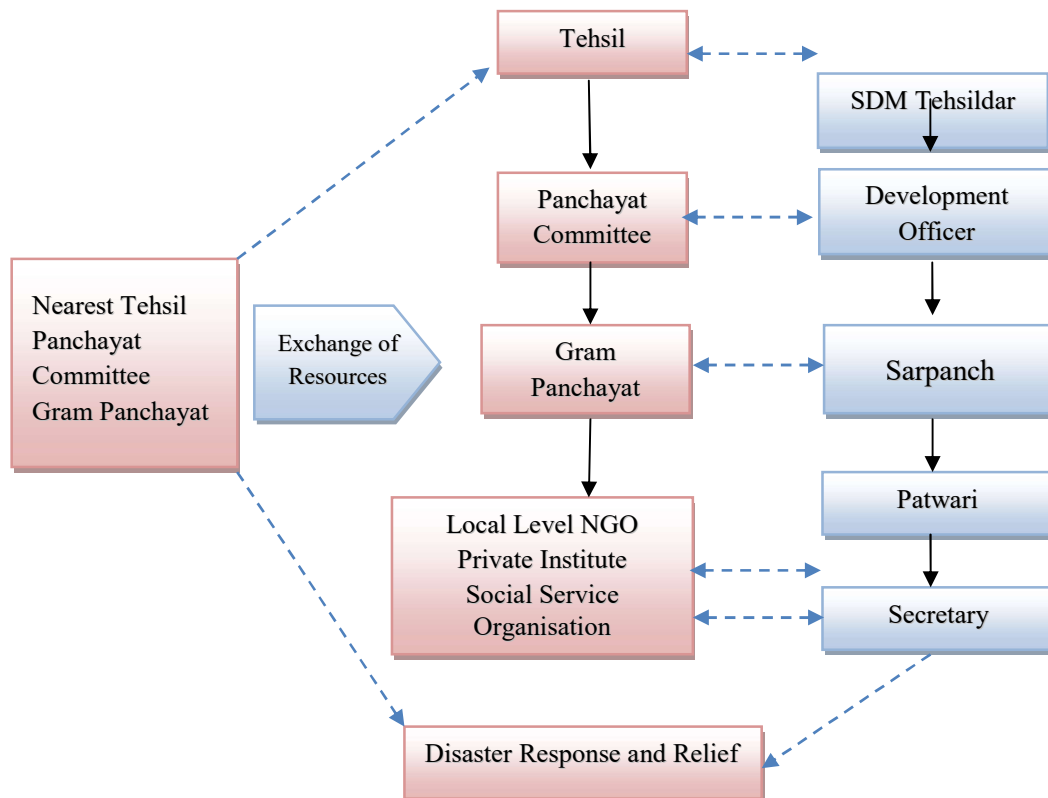 Tehsil
SDM Tehsildar
Panchayat
Committee
Development
Officer
Nearest Tehsil
Panchayat
Committee
Gram Panchayat
Exchange of
Resources
Gram
Panchayat
Sarpanch
Local Level NGO
Private Institute
Social Service
Organisation
Patwari
Secretary
Disaster Response and Relief